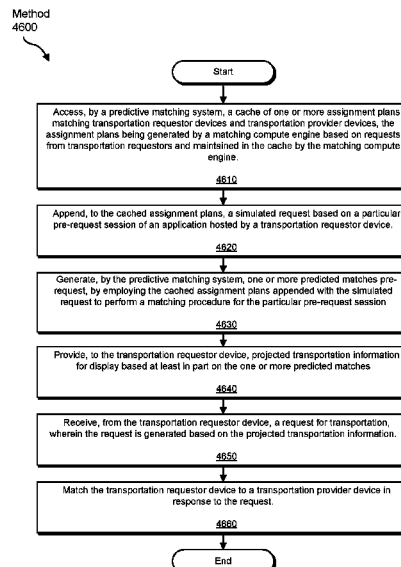 Method
4600
Start
Access, by a predictive matching system, a cache of one or more assignment plans
matching transportation requestor devices and transportation provider devices, the
assignment plans being generated by a matching compute engine based on requests
from transportation requestors and maintained in the cache by the matching compute
engine.
4610
Append, to the cached assignment plans, a simulated request based on a particular
pre-request session of an application hosted by a transportation requestor device.
4620
Generate, by the predictive matching system, one or more predicted matches pre-
request, by employing the cached assignment plans appended with the simulated
request to perform a matching procedure for the particular pre-request session
4630
Provide, to the transportation requestor device, projected transportation information
for display based at least in part on the one or more predicted matches
4640
Receive, from the transportation requestor device, a request for transportation,
wherein the request is generated based on the projected transportation information.
4650
Match the transportation requestor device to a transportation provider device in
response to the request.
4660
End